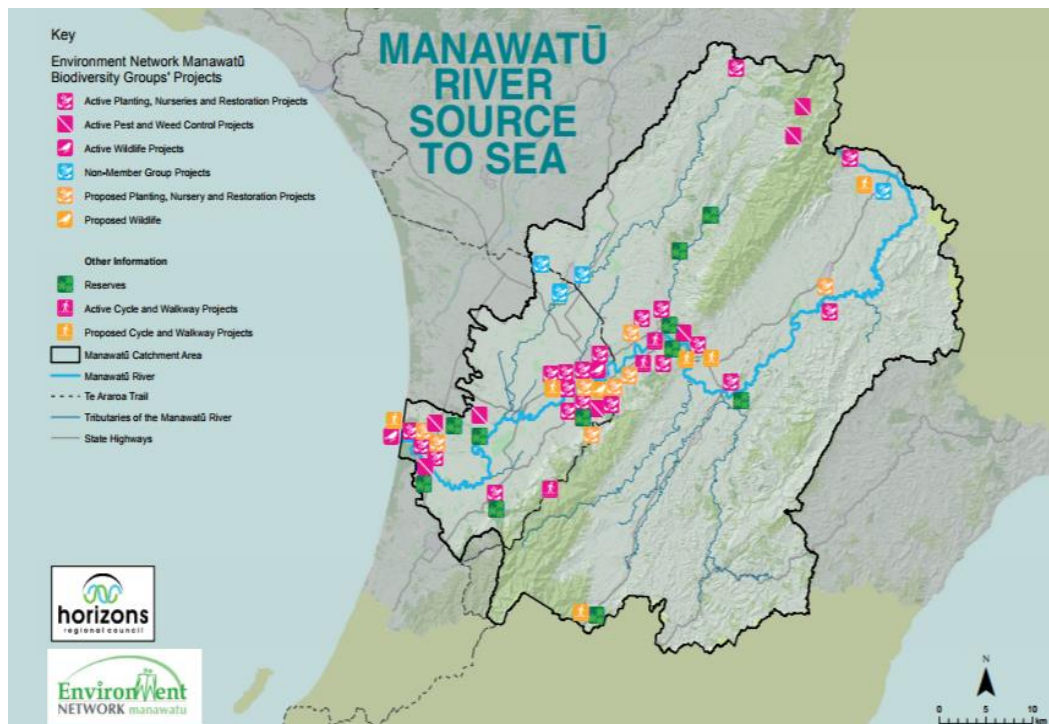 Key
Environment Network Manawatū
Biodiversity Groups' Projects
Active Planting, Nurseries and Restoration Projects
Active Pest and Weed Control Projects
Active Wildlife Projects
Non-Member Group Projects
Proposed Planting, Nursery and Restoration Projects
Proposed Wildlife
Other Information
Reserves
Active Cycle and Walkway Projects
Proposed Cycle and Walkway Projects
Manawatū Catchment Area
Manawatū River
Te Araroa Trail
Tributaries of the Manawatū River
State Highways
MANAWATŪ
RIVER
SOURCE
TO SEA
horizons
regional council
Environment
NETWORK manawatu
N
0 5 10
km